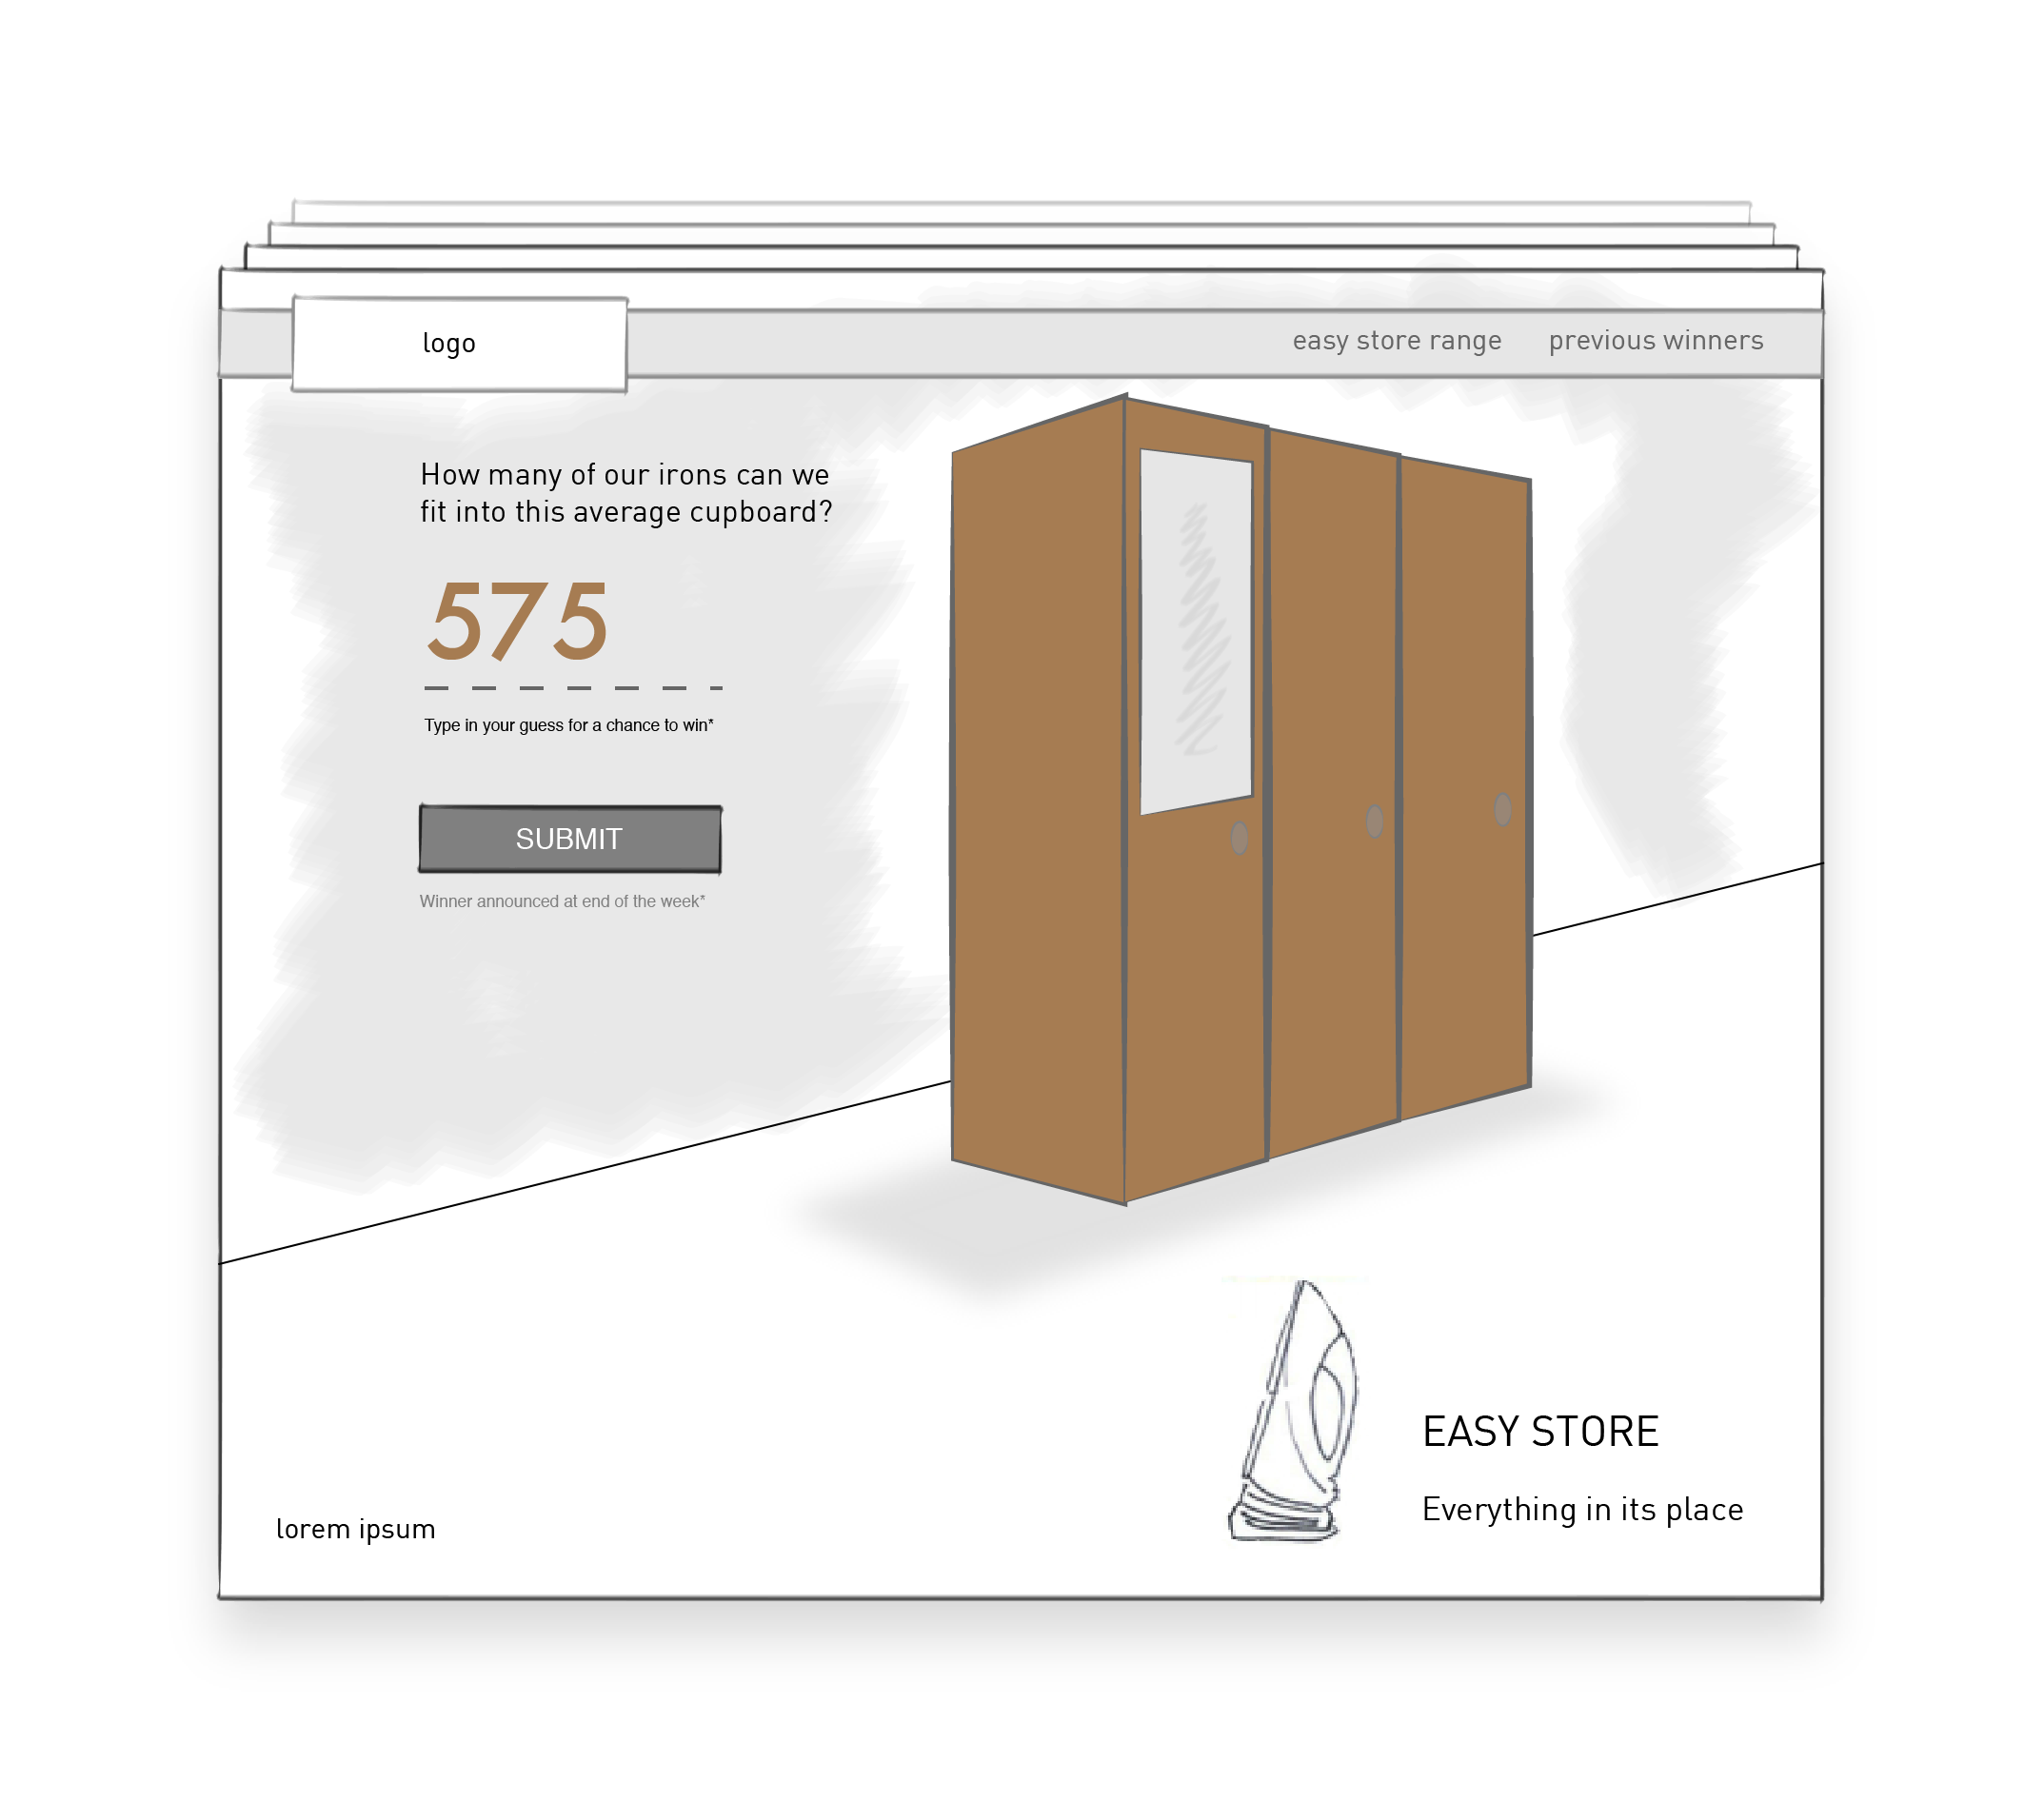 logo
easy store range
previous winners
How many of our irons can we
fit into this average cupboard?
575
Type in your guess for a chance to win*
SUBMIT
Winner announced at end of the week*
EASY STORE
Everything in its place
lorem ipsum